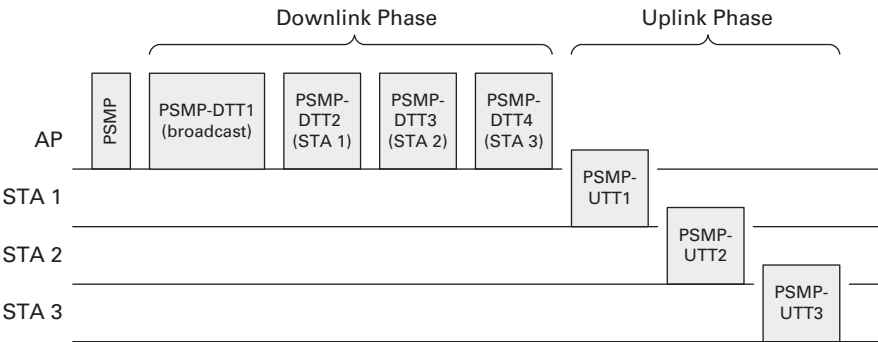 Downlink Phase
Uplink Phase
AP
PSMP
PSMP-DTT1
(broadcast)
PSMP-
DTT2
(STA 1)
PSMP-
DTT3
(STA 2)
PSMP-
DTT4
(STA 3)
STA 1
PSMP-
UTT1
STA 2
PSMP-
UTT2
STA 3
PSMP-
UTT3